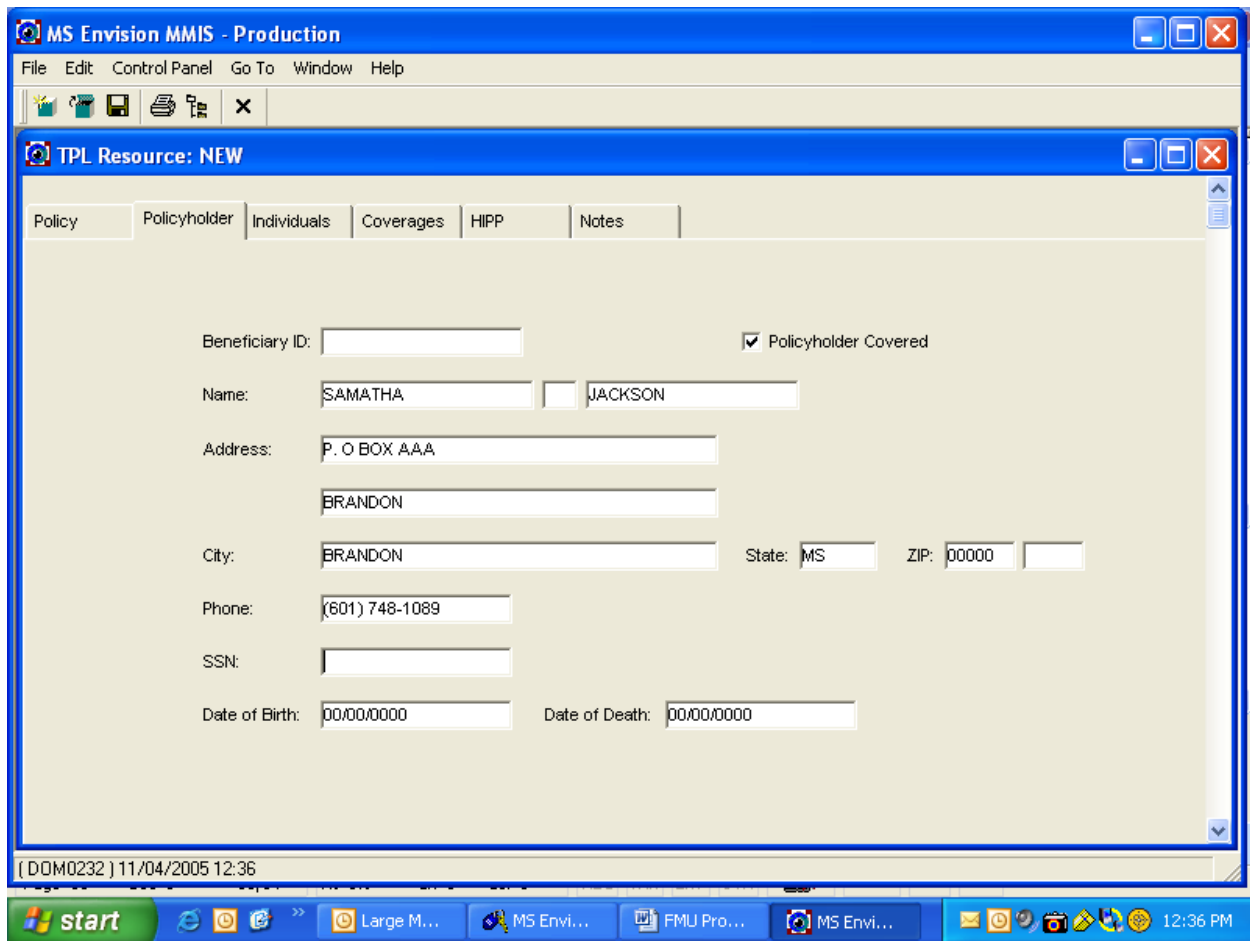 MS Envision MMIS - Production
File Edit Control Panel Go To Window Help
TPL Resource: NEW
Policy Policyholder Individuals Coverages HIPP Notes
Beneficiary ID: Policyholder Covered
Name: SAMATHA JACKSON
Address: P. O BOX AAA
BRANDON
City: BRANDON State: MS ZIP: 00000
Phone: (601) 748-1089
SSN:
Date of Birth: 00/00/0000 Date of Death: 00/00/0000
( DOM0232 ) 11/04/2005 12:36
start Large M... MS Envi... FMU Pro... MS Envi... 12:36 PM